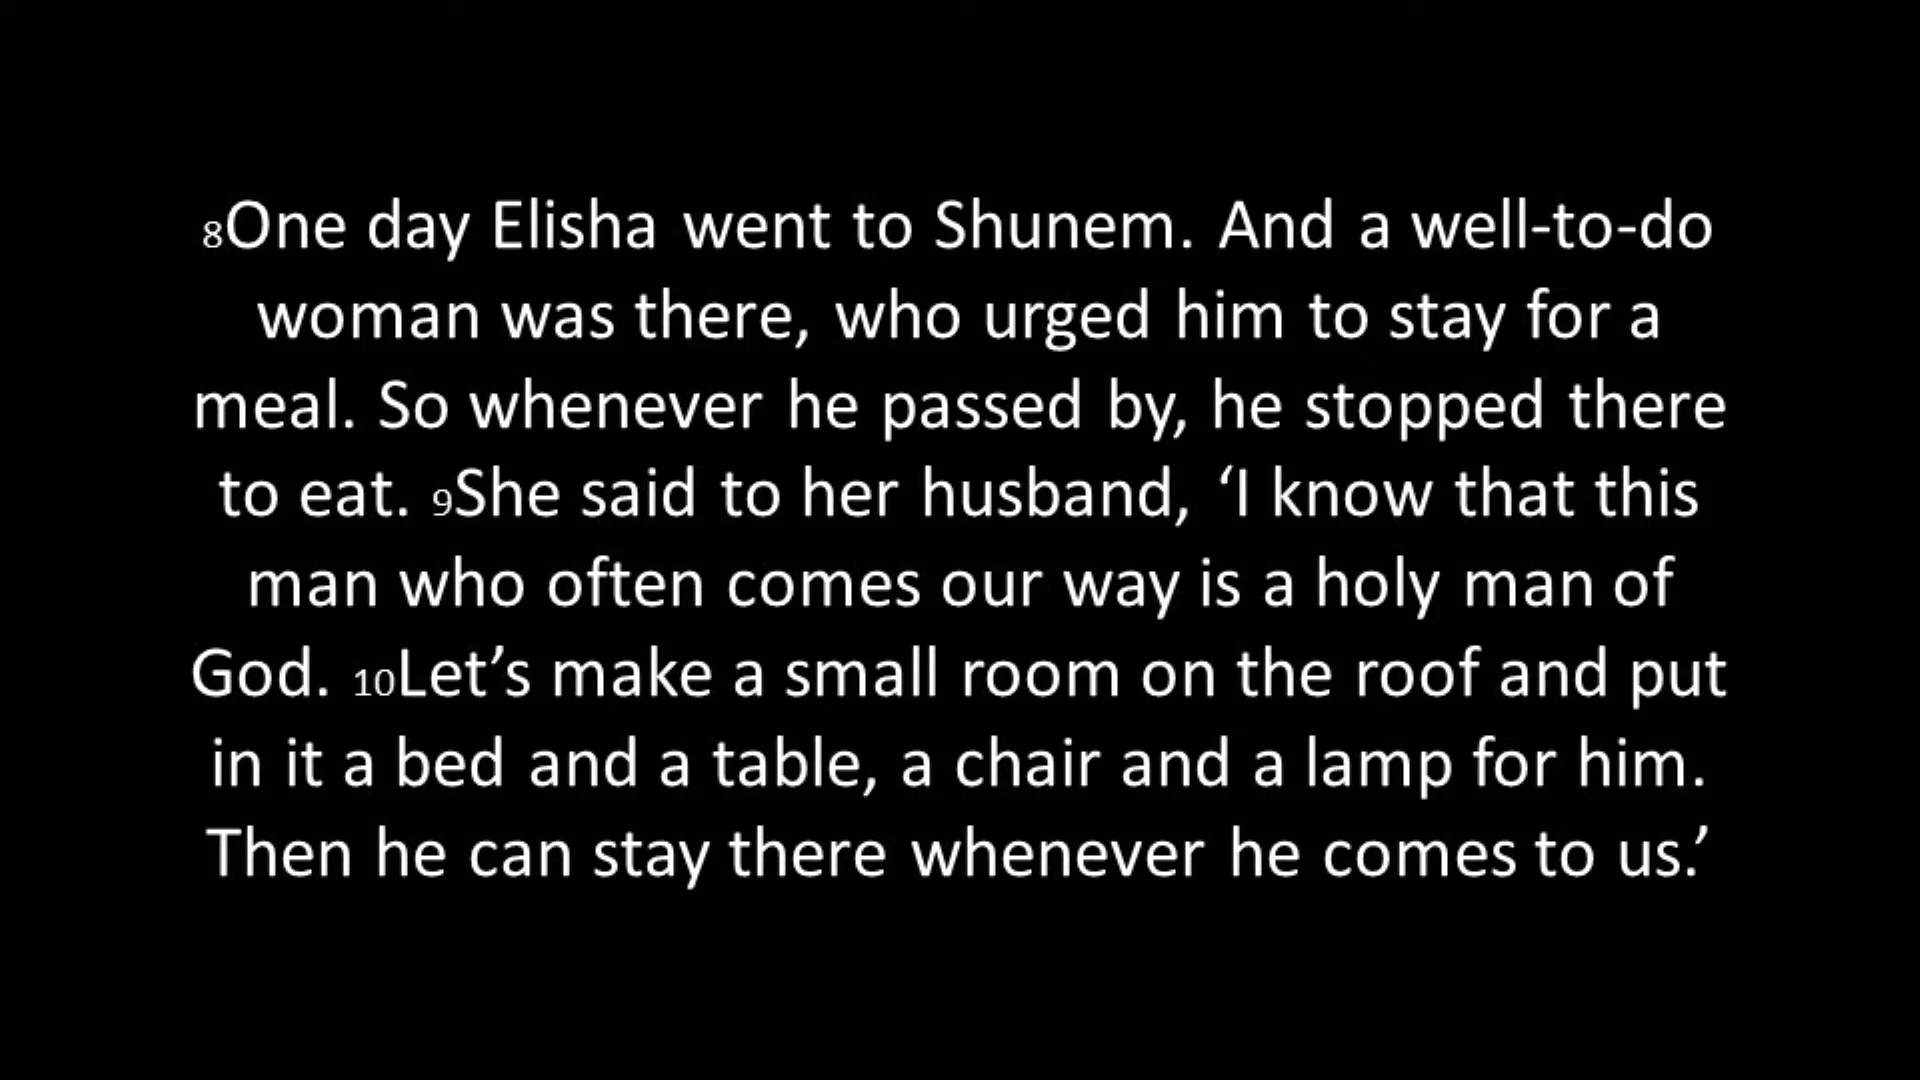 8One day Elisha went to Shunem. And a well-to-do
woman was there, who urged him to stay for a
meal. So whenever he passed by, he stopped there
to eat. 9She said to her husband, ‘I know that this
man who often comes our way is a holy man of
God. 10Let’s make a small room on the roof and put
in it a bed and a table, a chair and a lamp for him.
Then he can stay there whenever he comes to us.’